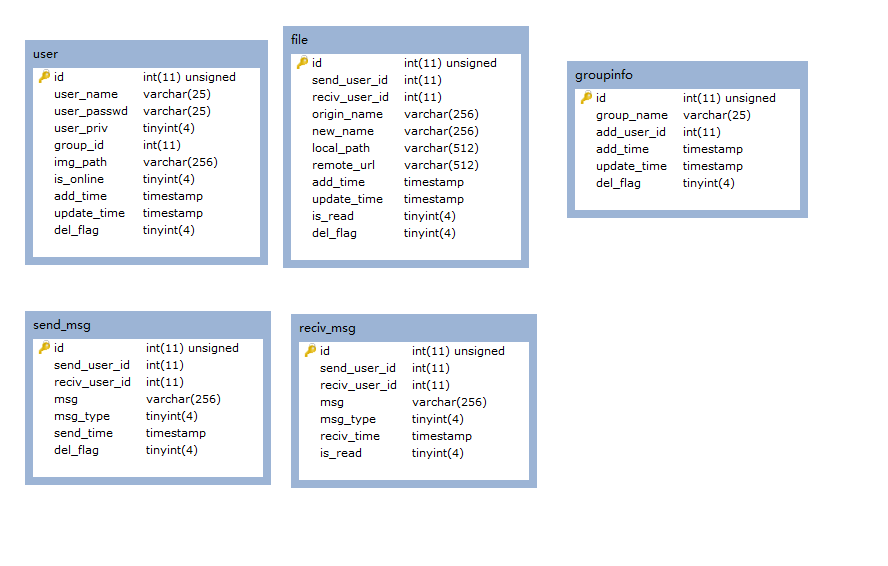 user
id int(11) unsigned
user_name varchar(25)
user_passwd varchar(25)
user_priv tinyint(4)
group_id int(11)
img_path varchar(256)
is_online tinyint(4)
add_time timestamp
update_time timestamp
del_flag tinyint(4)
file
id int(11) unsigned
send_user_id int(11)
reciv_user_id int(11)
origin_name varchar(256)
new_name varchar(256)
local_path varchar(512)
remote_url varchar(512)
add_time timestamp
update_time timestamp
is_read tinyint(4)
del_flag tinyint(4)
groupinfo
id int(11) unsigned
group_name varchar(25)
add_user_id int(11)
add_time timestamp
update_time timestamp
del_flag tinyint(4)
send_msg
id int(11) unsigned
send_user_id int(11)
reciv_user_id int(11)
msg varchar(256)
msg_type tinyint(4)
send_time timestamp
del_flag tinyint(4)
reciv_msg
id int(11) unsigned
send_user_id int(11)
reciv_user_id int(11)
msg varchar(256)
msg_type tinyint(4)
reciv_time timestamp
is_read tinyint(4)